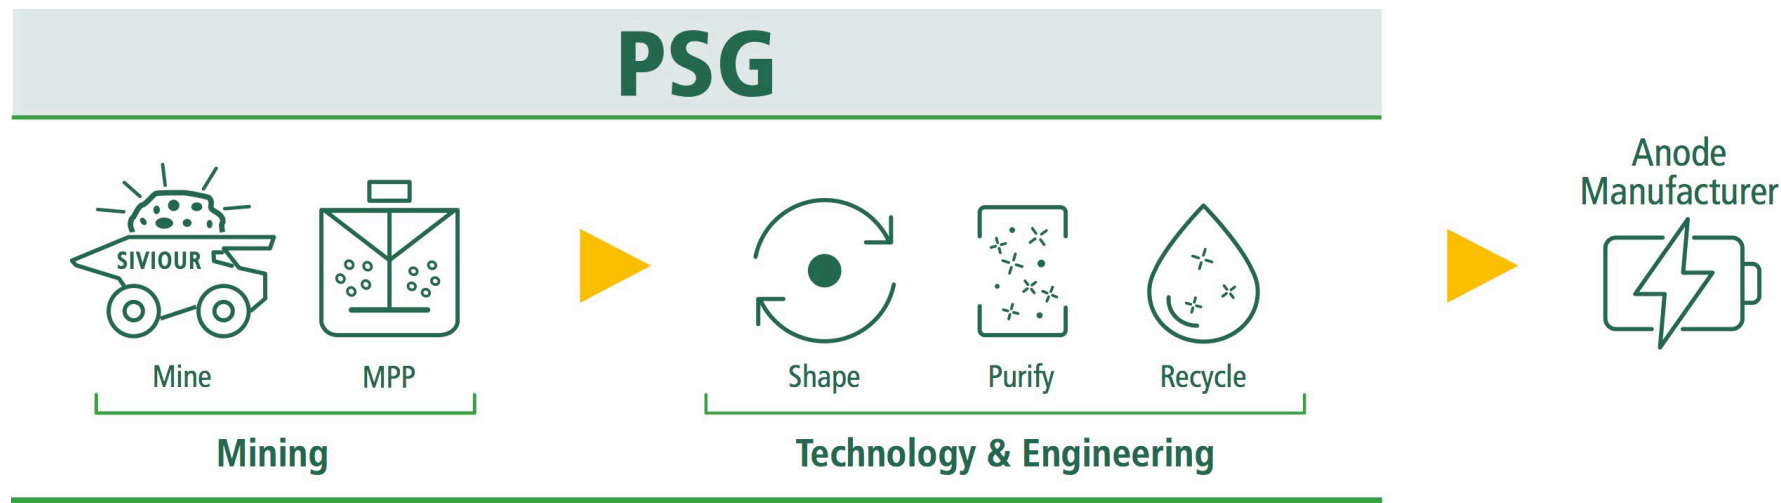 PSG
SIVIOUR
Mine
MPP
Shape
Purify
Recycle
Mining
Technology & Engineering
Anode
Manufacturer